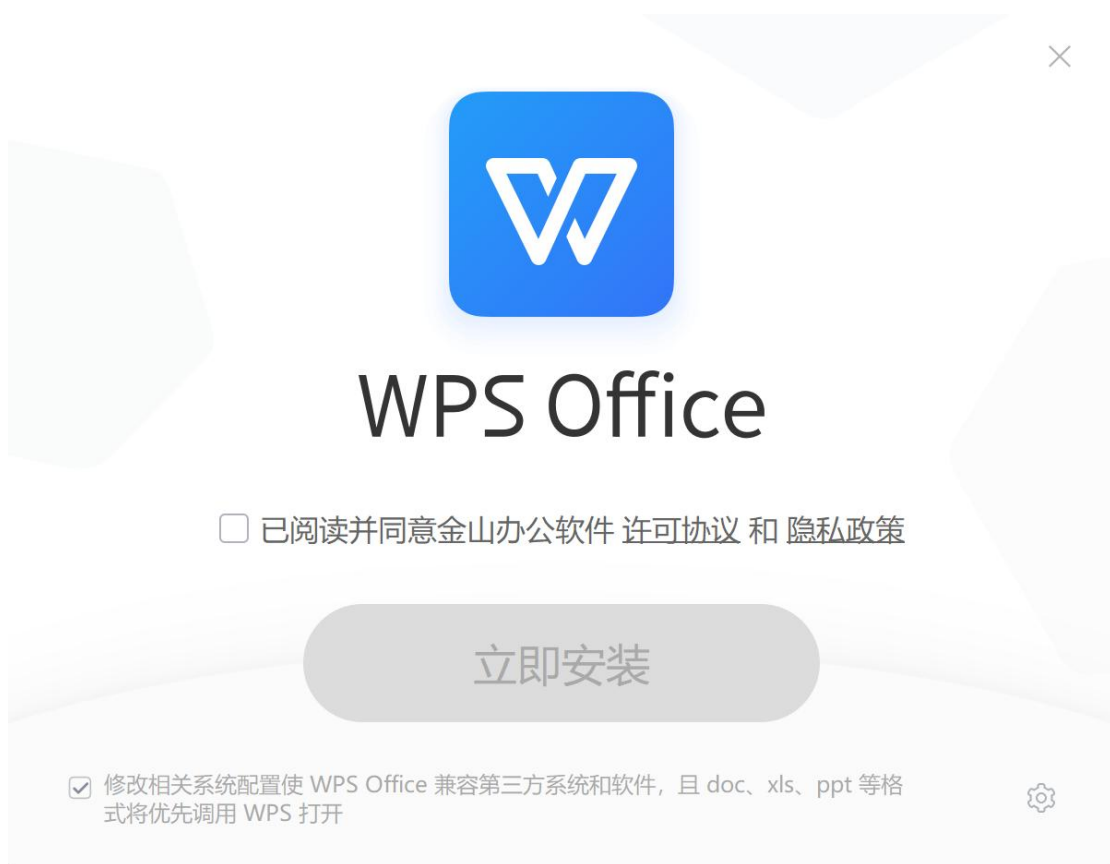 WPS Office
已阅读并同意金山办公软件 许可协议 和 隐私政策
立即安装
修改相关系统配置使 WPS Office 兼容第三方系统和软件，且 doc、xls、ppt 等格
式将优先调用 WPS 打开